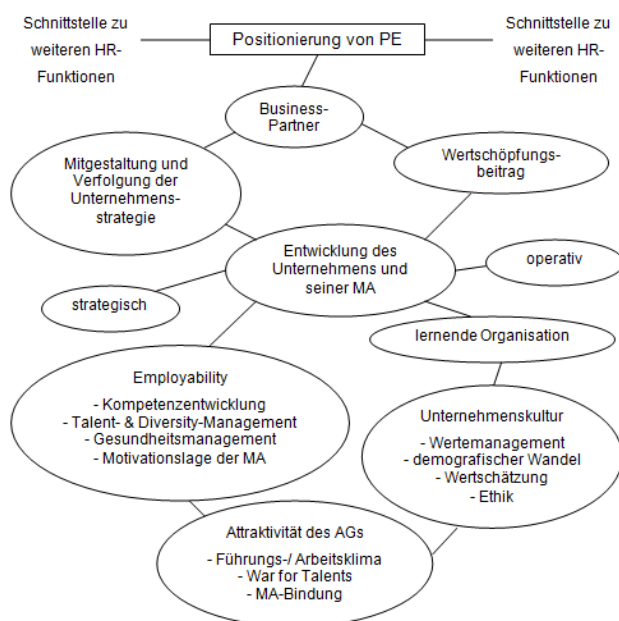 Schnittstelle zu
weiteren HR-
Funktionen
Positionierung von PE
Schnittstelle zu
weiteren HR-
Funktionen
Business-
Partner
Mitgestaltung und
Verfolgung der
Unternehmens-
strategie
Wertschöpfungs-
beitrag
Entwicklung des
Unternehmens und
seiner MA
operativ
strategisch
lernende Organisation
Employability
- Kompetenzentwicklung
- Talent- & Diversity-Management
- Gesundheitsmanagement
- Motivationslage der MA
Unternehmenskultur
- Wertemanagement
- demografischer Wandel
- Wertschätzung
- Ethik
Attraktivität des AGs
- Führungs-/ Arbeitsklima
- War for Talents
- MA-Bindung